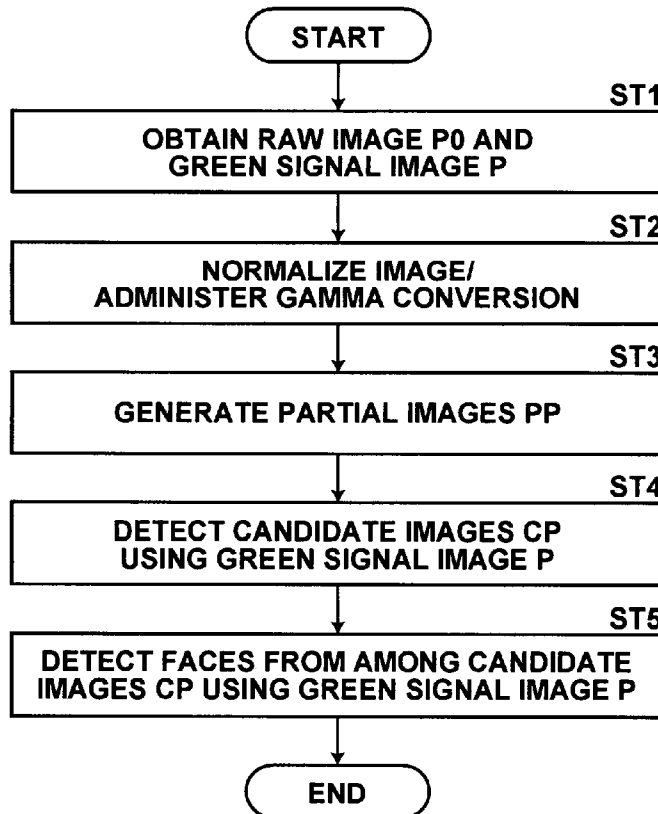 START
ST1
OBTAIN RAW IMAGE P0 AND
GREEN SIGNAL IMAGE P
ST2
NORMALIZE IMAGE/
ADMINISTER GAMMA CONVERSION
ST3
GENERATE PARTIAL IMAGES PP
ST4
DETECT CANDIDATE IMAGES CP
USING GREEN SIGNAL IMAGE P
ST5
DETECT FACES FROM AMONG CANDIDATE
IMAGES CP USING GREEN SIGNAL IMAGE P
END